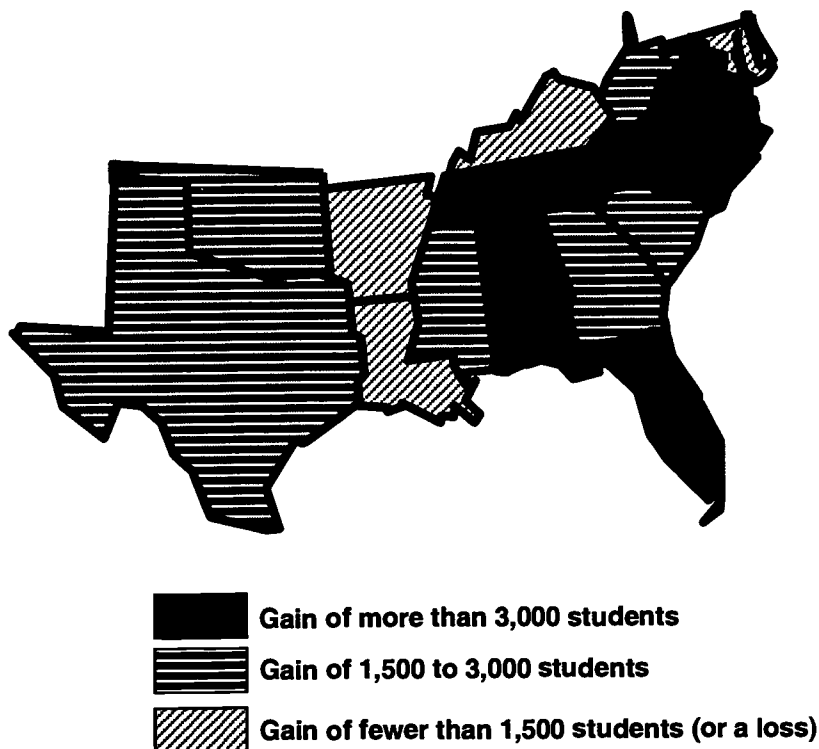 Gain of more than 3,000 students
Gain of 1,500 to 3,000 students
Gain of fewer than 1,500 students (or a loss)